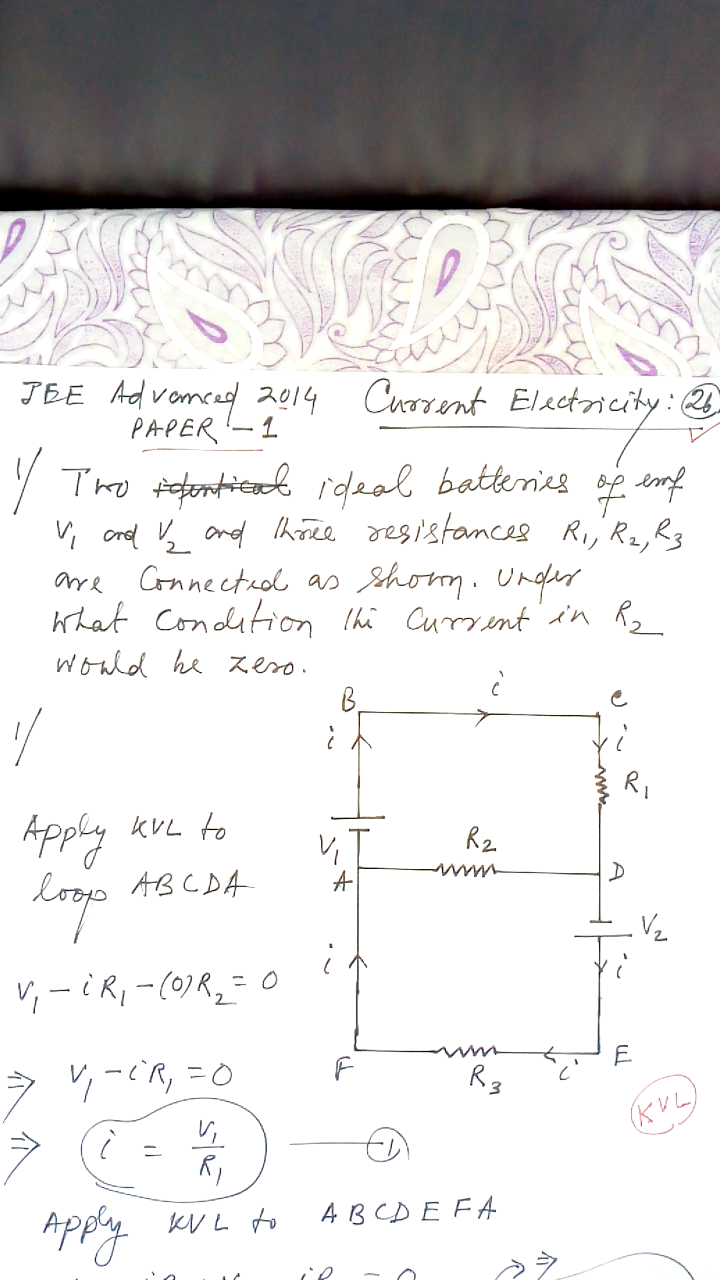 JEE Advanced 2014 Current Electricity: 26
PAPER - 1
1/ Two identical ideal batteries of emf
V₁ and V₂ and three resistances R₁, R₂, R₃
are Connected as shown. Under
what Condition the Current in R₂
would be zero.
1/
B i C
i i
R₁
Apply KVL to
loop ABCDA
V₁ R₂
A D
V₂
i i
V₁ - iR₁ - (0)R₂ = 0
F R₃ i E
⇒ V₁ - iR₁ = 0
KVL
⇒ i = V₁/R₁ — 1
Apply KVL to ABCDEFA